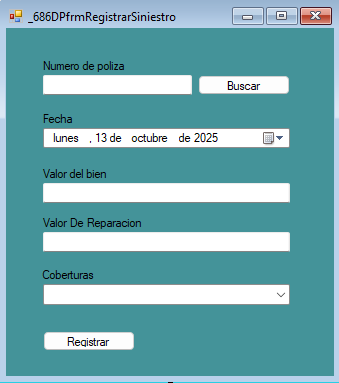 _686DPfrmRegistrarSiniestro
Numero de poliza
Buscar
Fecha
lunes , 13 de octubre de 2025
Valor del bien
Valor De Reparacion
Coberturas
Registrar